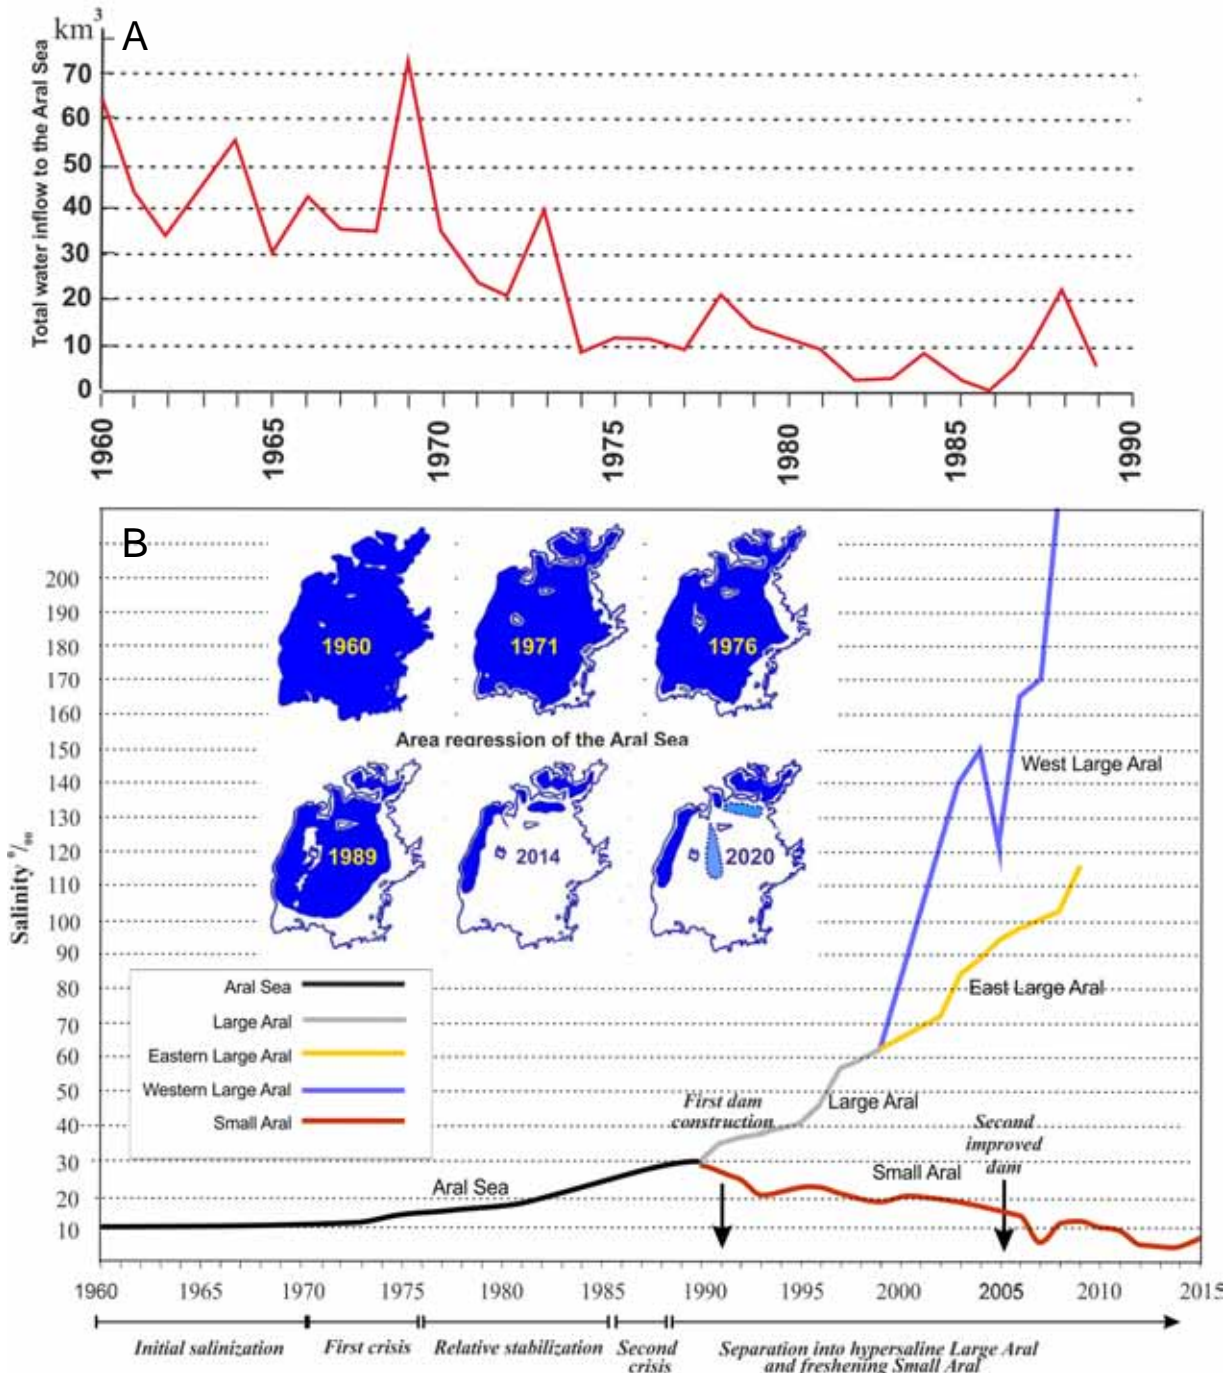 km³
A
Total water inflow to the Aral Sea
70
60
50
40
30
20
10
0
1960
1965
1970
1975
1980
1985
1990
B
200
190
180
170
160
150
140
130
120
110
100
90
80
70
60
50
40
30
20
10
Salinity ⁰/₀₀
1960
1971
1976
Area regression of the Aral Sea
1989
2014
2020
West Large Aral
East Large Aral
Aral Sea
Large Aral
Eastern Large Aral
Western Large Aral
Small Aral
First dam
construction
Large Aral
Second
improved
dam
Small Aral
Aral Sea
1960
1965
1970
1975
1980
1985
1990
1995
2000
2005
2010
2015
Initial salinization
First crisis
Relative stabilization
Second
crisis
Separation into hypersaline Large Aral
and freshening Small Aral